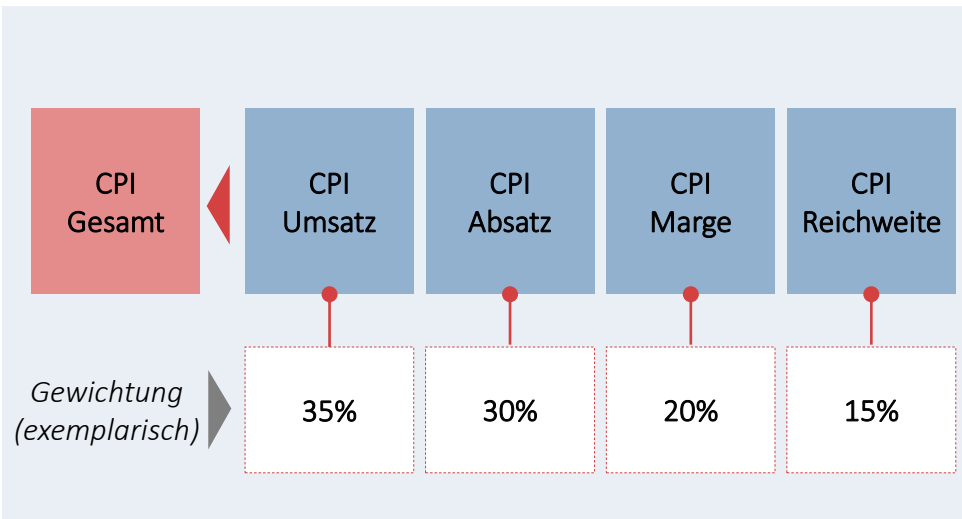 CPI
Gesamt
CPI
Umsatz
CPI
Absatz
CPI
Marge
CPI
Reichweite
Gewichtung
(exemplarisch)
35%
30%
20%
15%